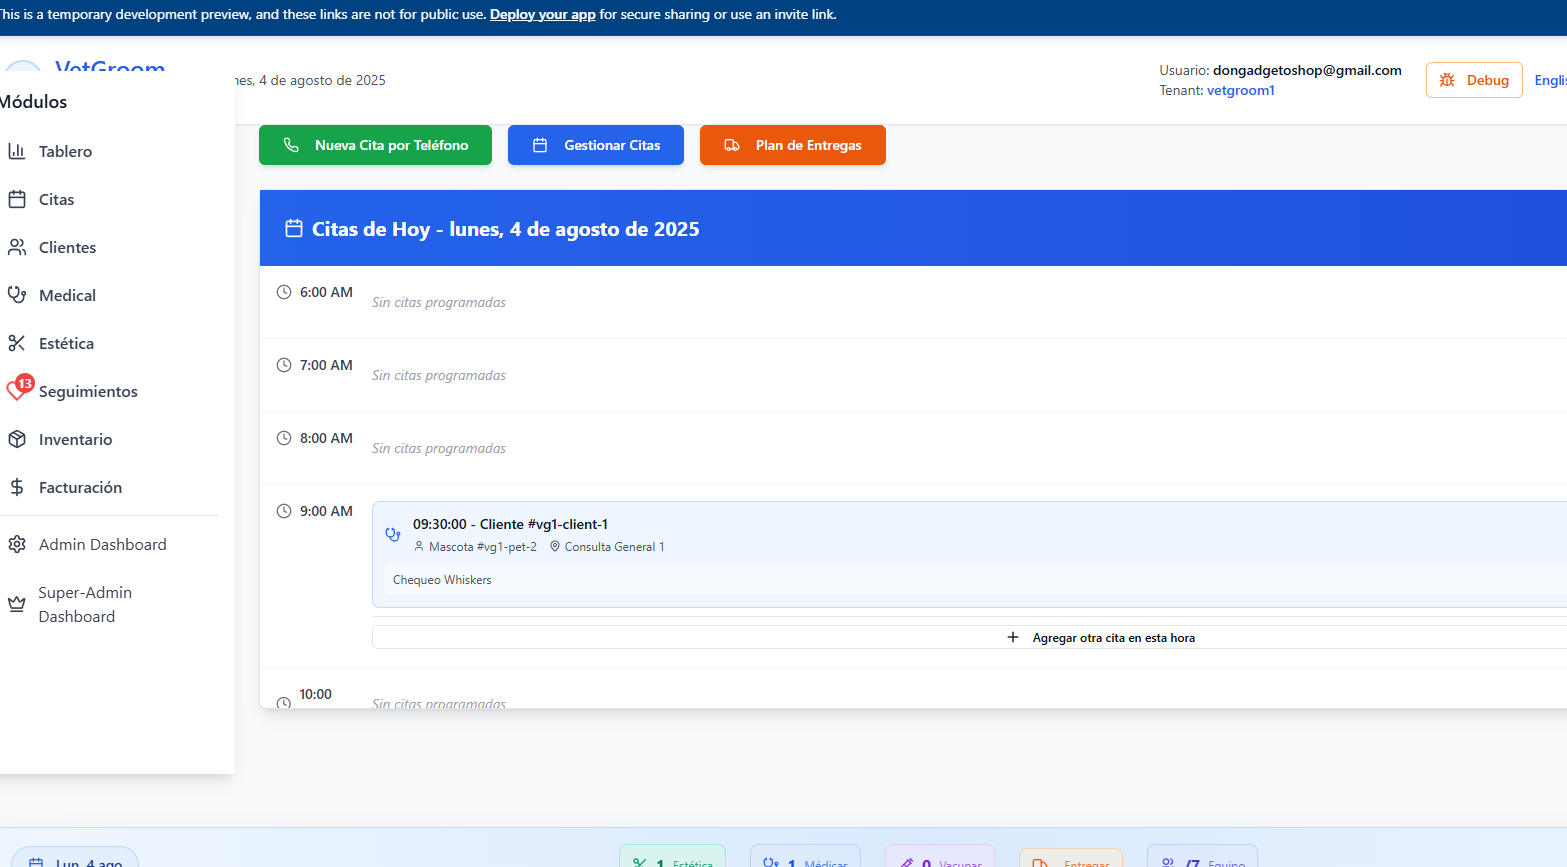 This is a temporary development preview, and these links are not for public use. Deploy your app for secure sharing or use an invite link.
VetGroom
lunes, 4 de agosto de 2025
Usuario: dongadgetoshop@gmail.com
Tenant: vetgroom1
Debug
English
Módulos
Tablero
Citas
Clientes
Medical
Estética
13
Seguimientos
Inventario
Facturación
Admin Dashboard
Super-Admin
Dashboard
Nueva Cita por Teléfono
Gestionar Citas
Plan de Entregas
Citas de Hoy - lunes, 4 de agosto de 2025
6:00 AM
Sin citas programadas
7:00 AM
Sin citas programadas
8:00 AM
Sin citas programadas
9:00 AM
09:30:00 - Cliente #vg1-client-1
Mascota #vg1-pet-2 Consulta General 1
Chequeo Whiskers
Agregar otra cita en esta hora
10:00
Sin citas programadas
Lun, 4 ago
1 Estética
1 Médicas
0 Vacunas
Entregas
/7 Equipo